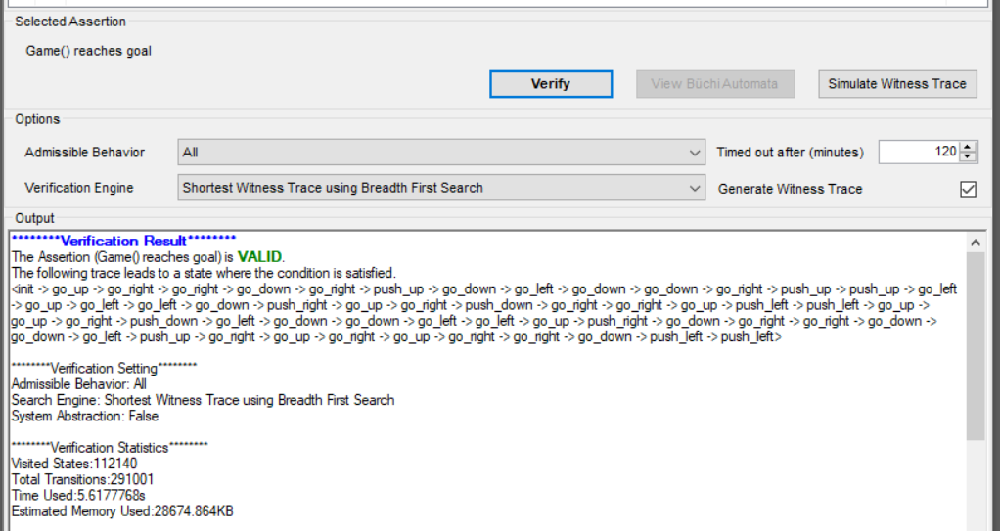 Selected Assertion
Game() reaches goal
Verify
View Büchi Automata
Simulate Witness Trace
Options
Admissible Behavior
All
Timed out after (minutes)
120
Verification Engine
Shortest Witness Trace using Breadth First Search
Generate Witness Trace
Output
********Verification Result********
The Assertion (Game() reaches goal) is VALID.
The following trace leads to a state where the condition is satisfied.
<init -> go_up -> go_right -> go_right -> go_down -> go_right -> push_up -> go_down -> go_left -> go_down -> go_down -> go_right -> push_up -> push_up -> go_left
-> go_up -> go_left -> go_left -> go_down -> push_right -> go_up -> go_right -> push_down -> go_right -> go_right -> go_up -> push_left -> push_left -> go_up ->
go_up -> go_right -> push_down -> go_left -> go_down -> go_down -> go_left -> go_left -> go_up -> push_right -> go_down -> go_right -> go_right -> go_down ->
go_down -> go_left -> push_up -> go_right -> go_up -> go_right -> go_up -> go_right -> go_right -> go_down -> push_left -> push_left>
********Verification Setting********
Admissible Behavior: All
Search Engine: Shortest Witness Trace using Breadth First Search
System Abstraction: False
********Verification Statistics********
Visited States:112140
Total Transitions:291001
Time Used:5.6177768s
Estimated Memory Used:28674.864KB